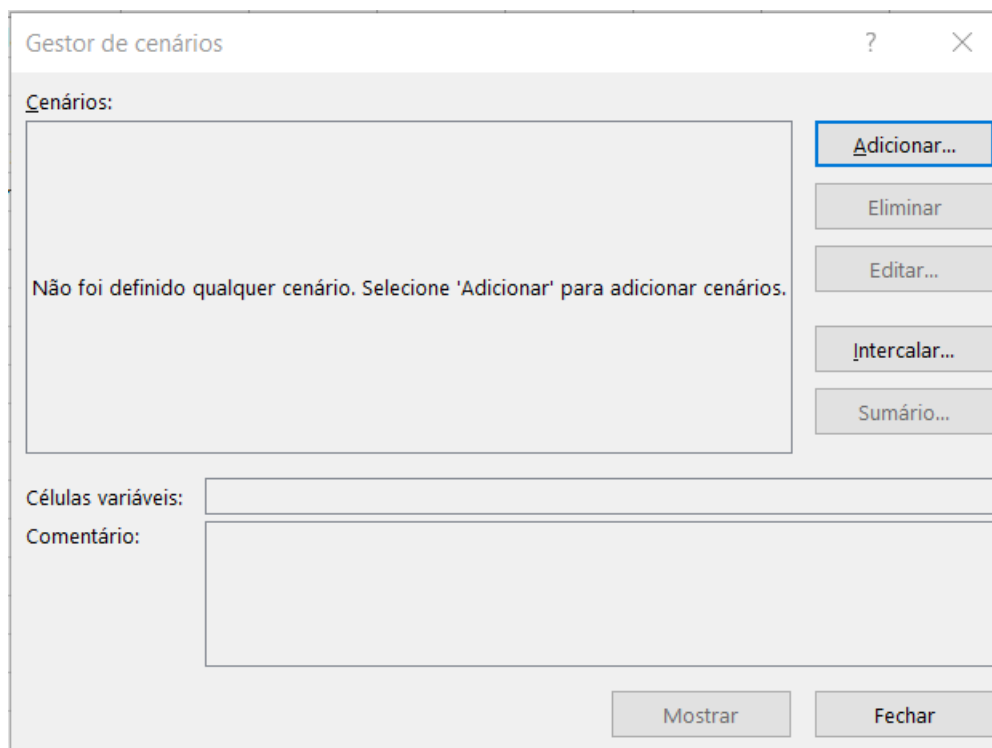 Gestor de cenários
?
Cenários:
Não foi definido qualquer cenário. Selecione 'Adicionar' para adicionar cenários.
Adicionar...
Eliminar
Editar...
Intercalar...
Sumário...
Células variáveis:
Comentário:
Mostrar
Fechar